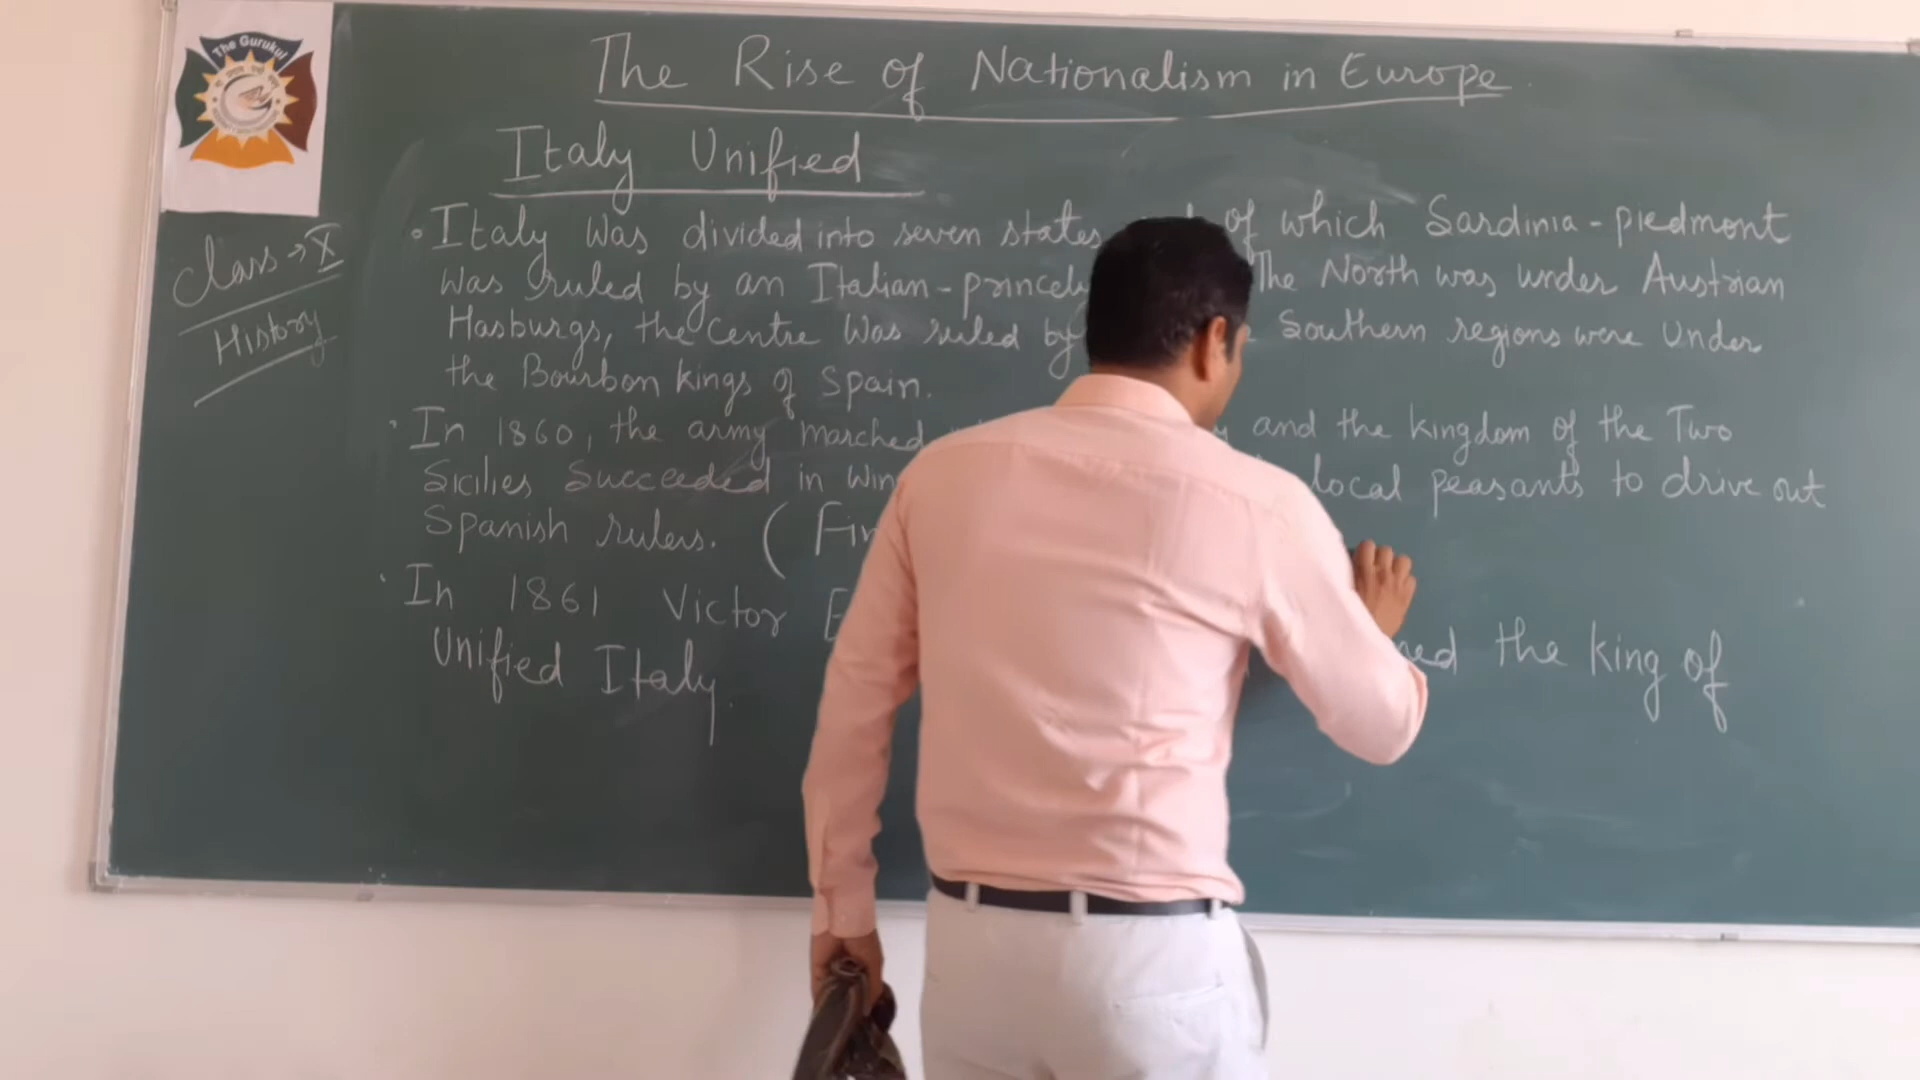 The Gurukul
The Rise of Nationalism in Europe.
Italy Unified
Class → X
History
• Italy was divided into seven states of which Sardinia - piedmont
was ruled by an Italian - princely The North was under Austrian
Hasburgs, the Centre was ruled by Southern regions were Under
the Bourbon kings of Spain.
• In 1860, the army marched and the kingdom of the Two
Sicilies Succeeded in local peasants to drive out
Spanish rulers. (
• In 1861 Victor the king of
Unified Italy.